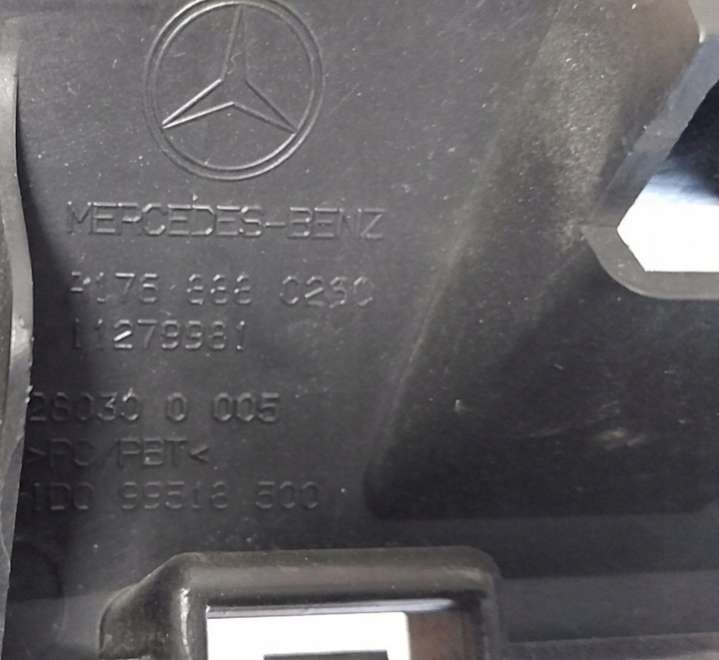 MERCEDES-BENZ
A176 888 0260
11279981
28030 0 005
>PC/PBT<
1D0 99518 500